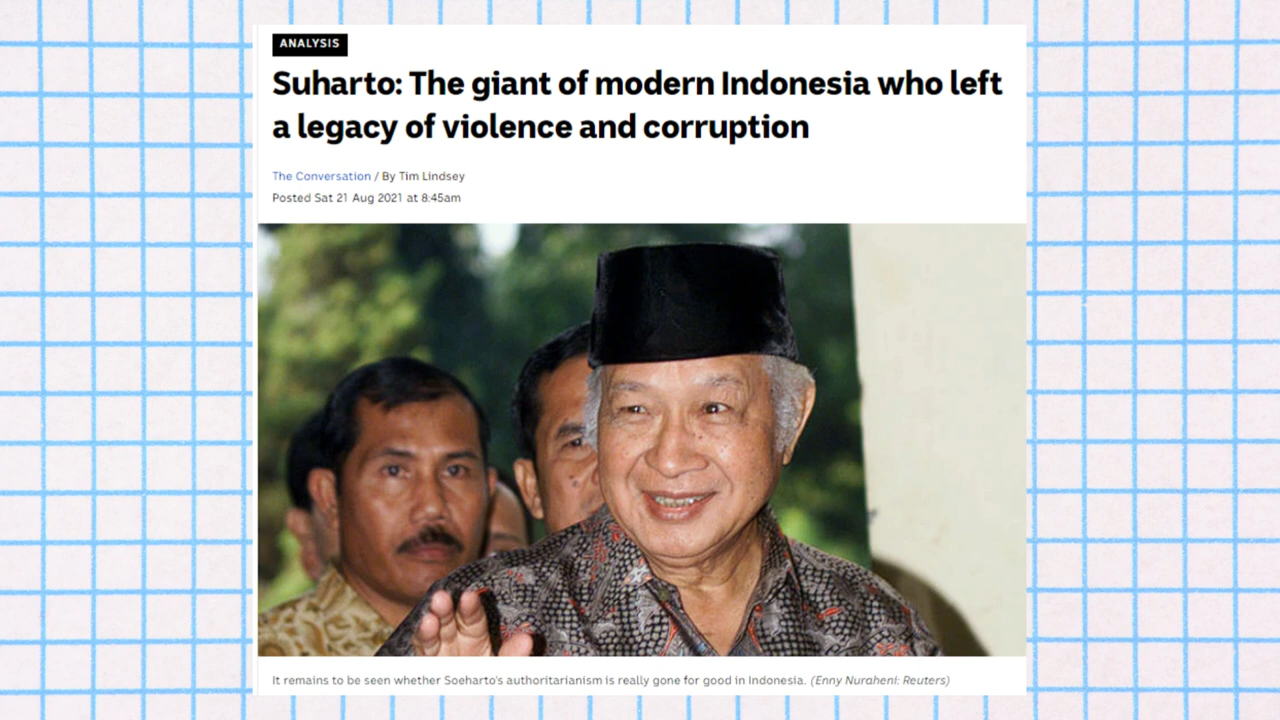 ANALYSIS
Suharto: The giant of modern Indonesia who left
a legacy of violence and corruption
The Conversation / By Tim Lindsey
Posted Sat 21 Aug 2021 at 8:45am
It remains to be seen whether Soeharto's authoritarianism is really gone for good in Indonesia. (Enny Nuraheni: Reuters)